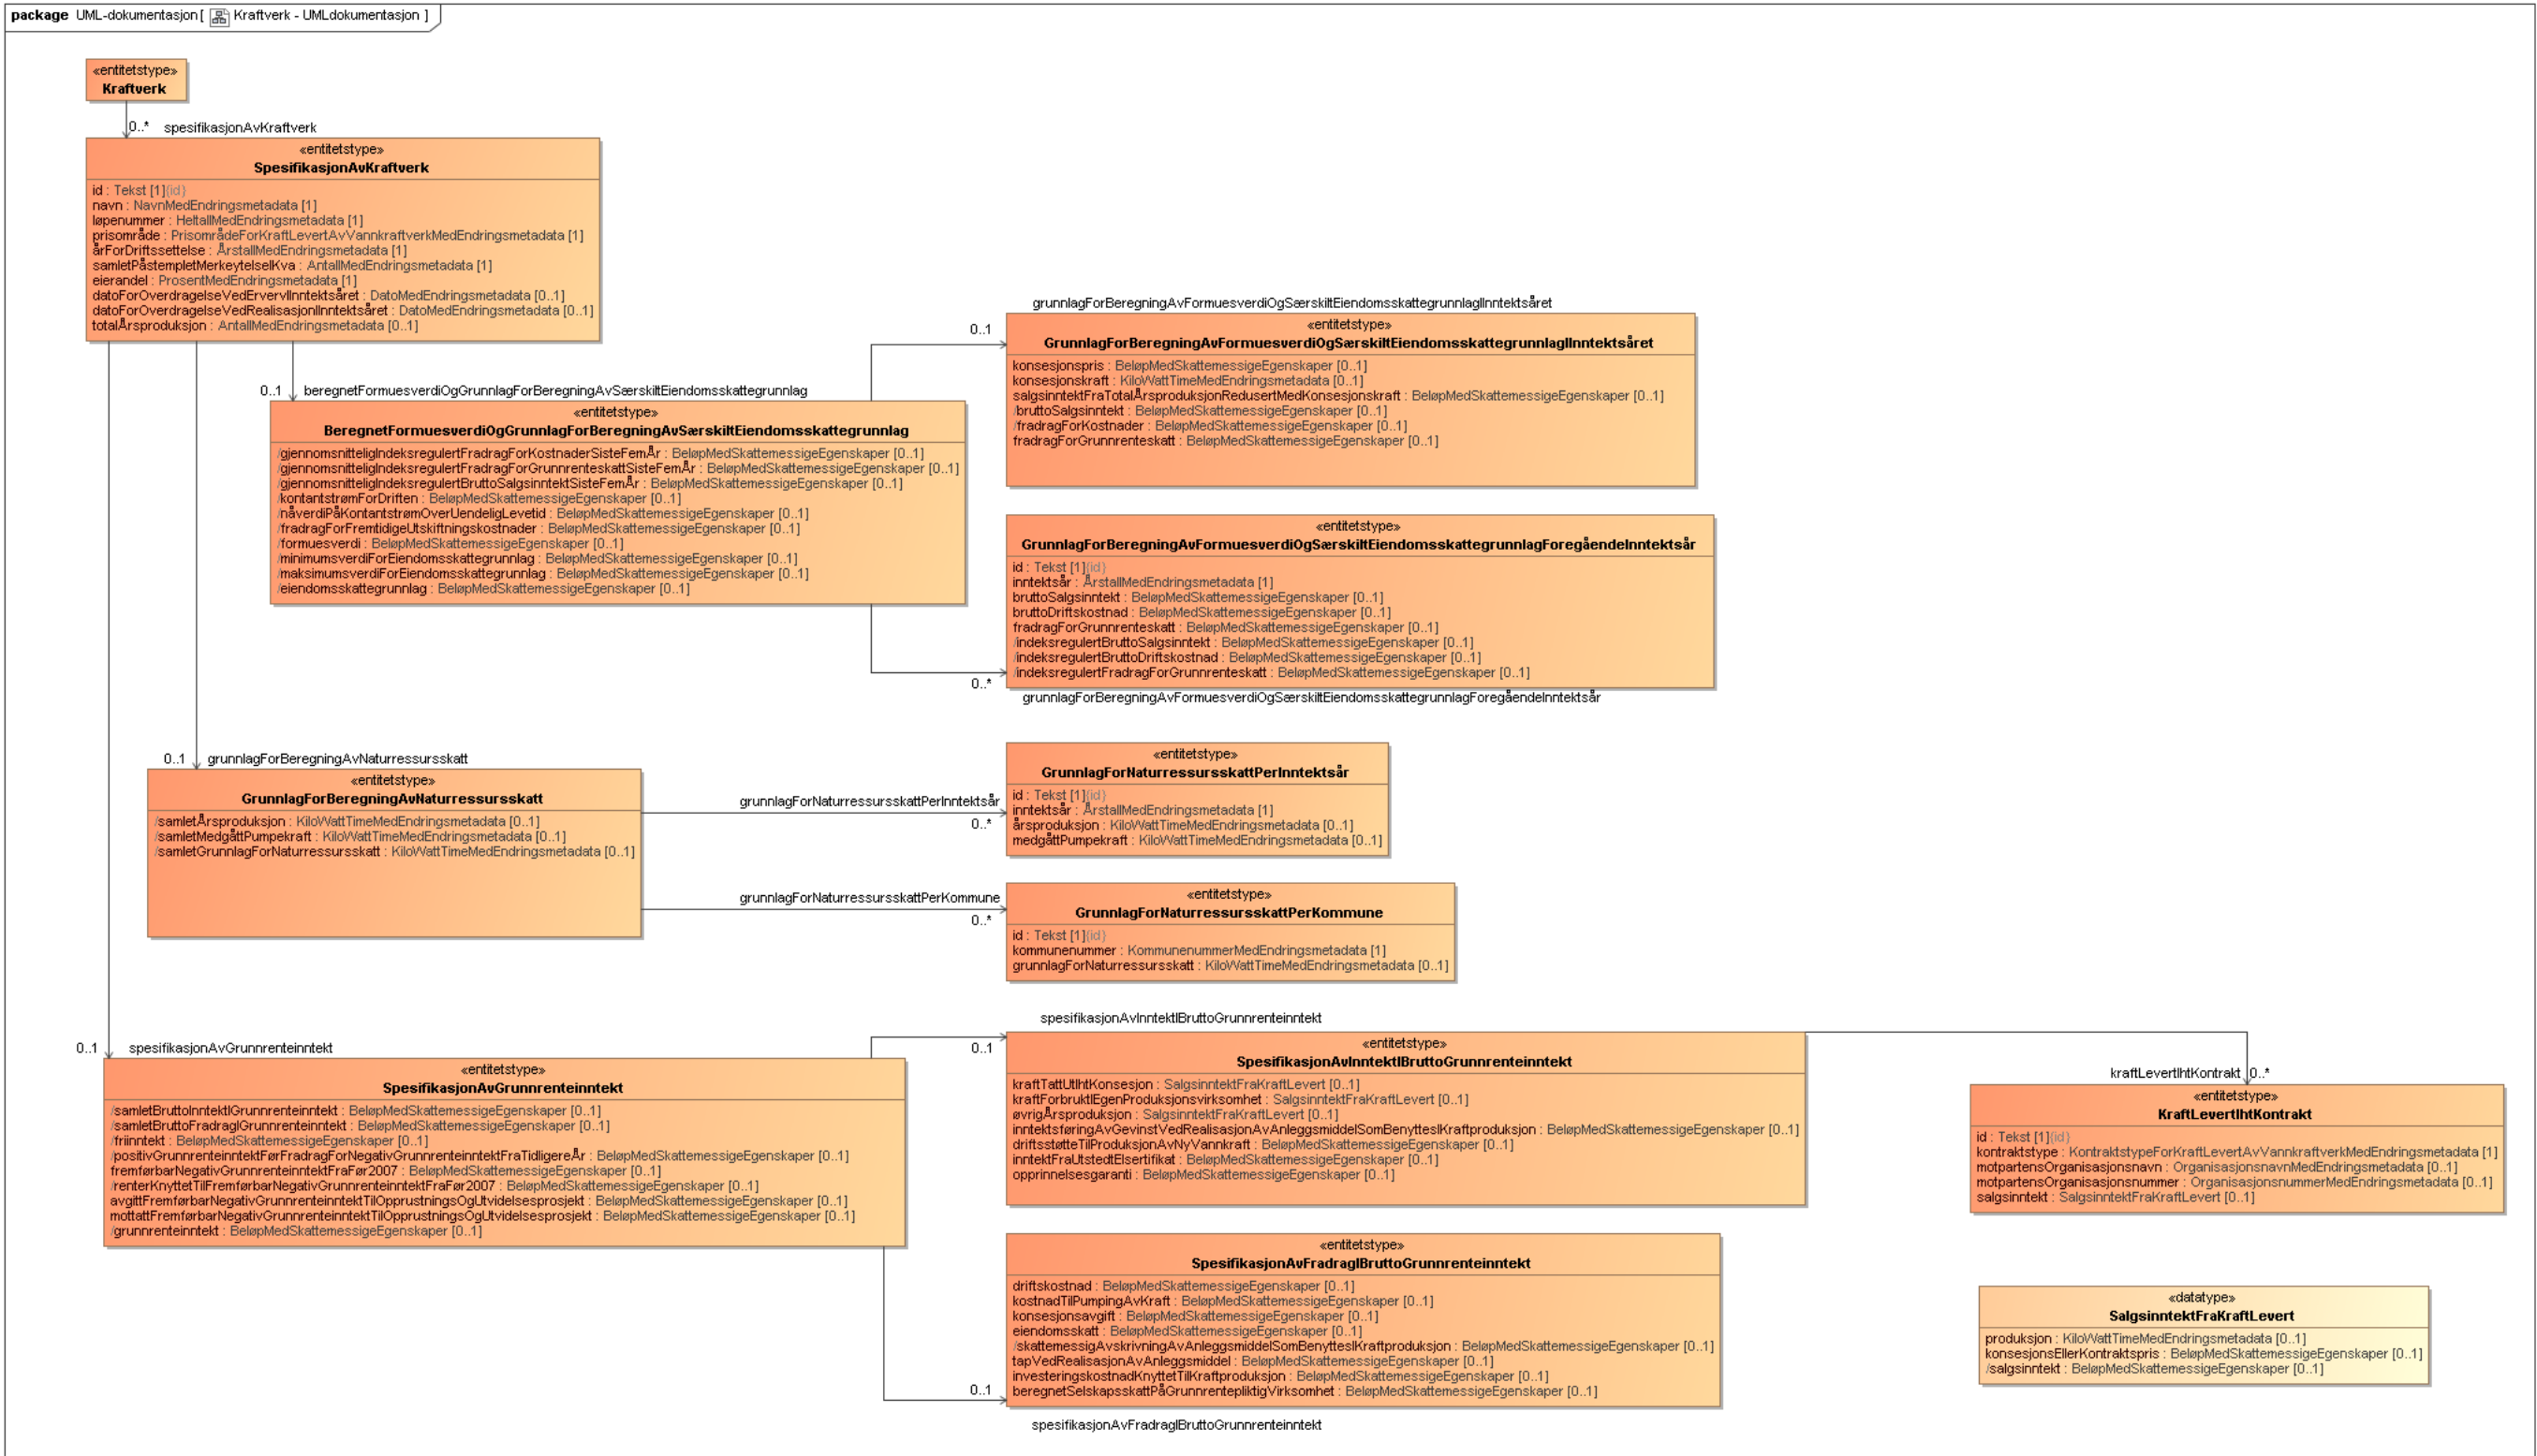 package UML-dokumentasjon[ Kraftverk - UMLdokumentasjon ]
«entitetstype»
Kraftverk
0..* spesifikasjonAvKraftverk
«entitetstype»
SpesifikasjonAvKraftverk
id : Tekst [1]{id}
navn : NavnMedEndringsmetadata [1]
løpenummer : HeltallMedEndringsmetadata [1]
prisområde : PrisområdeForKraftLevertAvVannkraftverkMedEndringsmetadata [1]
årForDriftssettelse : ÅrstallMedEndringsmetadata [1]
samletPåstempletMerkeytelseIKva : AntallMedEndringsmetadata [1]
eierandel : ProsentMedEndringsmetadata [1]
datoForOverdragelseVedErvervIInntektsåret : DatoMedEndringsmetadata [0..1]
datoForOverdragelseVedRealisasjonIInntektsåret : DatoMedEndringsmetadata [0..1]
totalÅrsproduksjon : AntallMedEndringsmetadata [0..1]
0..1 beregnetFormuesverdiOgGrunnlagForBeregningAvSærskiltEiendomsskattegrunnlag
«entitetstype»
BeregnetFormuesverdiOgGrunnlagForBeregningAvSærskiltEiendomsskattegrunnlag
/gjennomsnitteligIndeksregulertFradragForKostnaderSisteFemÅr : BeløpMedSkattemessigeEgenskaper [0..1]
/gjennomsnitteligIndeksregulertFradragForGrunnrenteskattSisteFemÅr : BeløpMedSkattemessigeEgenskaper [0..1]
/gjennomsnitteligIndeksregulertBruttoSalgsinntektSisteFemÅr : BeløpMedSkattemessigeEgenskaper [0..1]
/kontantstrømForDriften : BeløpMedSkattemessigeEgenskaper [0..1]
/nåverdiPåKontantstrømOverUendeligLevetid : BeløpMedSkattemessigeEgenskaper [0..1]
/fradragForFremtidigeUtskiftningskostnader : BeløpMedSkattemessigeEgenskaper [0..1]
/formuesverdi : BeløpMedSkattemessigeEgenskaper [0..1]
/minimumsverdiForEiendomsskattegrunnlag : BeløpMedSkattemessigeEgenskaper [0..1]
/maksimumsverdiForEiendomsskattegrunnlag : BeløpMedSkattemessigeEgenskaper [0..1]
/eiendomsskattegrunnlag : BeløpMedSkattemessigeEgenskaper [0..1]
grunnlagForBeregningAvFormuesverdiOgSærskiltEiendomsskattegrunnlagIInntektsåret
0..1
«entitetstype»
GrunnlagForBeregningAvFormuesverdiOgSærskiltEiendomsskattegrunnlagIInntektsåret
konsesjonspris : BeløpMedSkattemessigeEgenskaper [0..1]
konsesjonskraft : KiloWattTimeMedEndringsmetadata [0..1]
salgsinntektFraTotalÅrsproduksjonRedusertMedKonsesjonskraft : BeløpMedSkattemessigeEgenskaper [0..1]
/bruttoSalgsinntekt : BeløpMedSkattemessigeEgenskaper [0..1]
/fradragForKostnader : BeløpMedSkattemessigeEgenskaper [0..1]
fradragForGrunnrenteskatt : BeløpMedSkattemessigeEgenskaper [0..1]
«entitetstype»
GrunnlagForBeregningAvFormuesverdiOgSærskiltEiendomsskattegrunnlagForegåendeInntektsår
id : Tekst [1]{id}
inntektsår : ÅrstallMedEndringsmetadata [1]
bruttoSalgsinntekt : BeløpMedSkattemessigeEgenskaper [0..1]
bruttoDriftskostnad : BeløpMedSkattemessigeEgenskaper [0..1]
fradragForGrunnrenteskatt : BeløpMedSkattemessigeEgenskaper [0..1]
/indeksregulertBruttoSalgsinntekt : BeløpMedSkattemessigeEgenskaper [0..1]
/indeksregulertBruttoDriftskostnad : BeløpMedSkattemessigeEgenskaper [0..1]
/indeksregulertFradragForGrunnrenteskatt : BeløpMedSkattemessigeEgenskaper [0..1]
0..*
grunnlagForBeregningAvFormuesverdiOgSærskiltEiendomsskattegrunnlagForegåendeInntektsår
0..1 grunnlagForBeregningAvNaturressursskatt
«entitetstype»
GrunnlagForBeregningAvNaturressursskatt
/samletÅrsproduksjon : KiloWattTimeMedEndringsmetadata [0..1]
/samletMedgåttPumpekraft : KiloWattTimeMedEndringsmetadata [0..1]
/samletGrunnlagForNaturressursskatt : KiloWattTimeMedEndringsmetadata [0..1]
grunnlagForNaturressursskattPerInntektsår
0..*
«entitetstype»
GrunnlagForNaturressursskattPerInntektsår
id : Tekst [1]{id}
inntektsår : ÅrstallMedEndringsmetadata [1]
årsproduksjon : KiloWattTimeMedEndringsmetadata [0..1]
medgåttPumpekraft : KiloWattTimeMedEndringsmetadata [0..1]
grunnlagForNaturressursskattPerKommune
0..*
«entitetstype»
GrunnlagForNaturressursskattPerKommune
id : Tekst [1]{id}
kommunenummer : KommunenummerMedEndringsmetadata [1]
grunnlagForNaturressursskatt : KiloWattTimeMedEndringsmetadata [0..1]
0..1 spesifikasjonAvGrunnrenteinntekt
«entitetstype»
SpesifikasjonAvGrunnrenteinntekt
/samletBruttoInntektIGrunnrenteinntekt : BeløpMedSkattemessigeEgenskaper [0..1]
/samletBruttoFradragIGrunnrenteinntekt : BeløpMedSkattemessigeEgenskaper [0..1]
/friinntekt : BeløpMedSkattemessigeEgenskaper [0..1]
/positivGrunnrenteinntektFørFradragForNegativGrunnrenteinntektFraTidligereÅr : BeløpMedSkattemessigeEgenskaper [0..1]
fremførbarNegativGrunnrenteinntektFraFør2007 : BeløpMedSkattemessigeEgenskaper [0..1]
/renterKnyttetTilFremførbarNegativGrunnrenteinntektFraFør2007 : BeløpMedSkattemessigeEgenskaper [0..1]
avgittFremførbarNegativGrunnrenteinntektTilOpprustningsOgUtvidelsesprosjekt : BeløpMedSkattemessigeEgenskaper [0..1]
mottattFremførbarNegativGrunnrenteinntektTilOpprustningsOgUtvidelsesprosjekt : BeløpMedSkattemessigeEgenskaper [0..1]
/grunnrenteinntekt : BeløpMedSkattemessigeEgenskaper [0..1]
spesifikasjonAvInntektIBruttoGrunnrenteinntekt
0..1
«entitetstype»
SpesifikasjonAvInntektIBruttoGrunnrenteinntekt
kraftTattUtIhtKonsesjon : SalgsinntektFraKraftLevert [0..1]
kraftForbruktIEgenProduksjonsvirksomhet : SalgsinntektFraKraftLevert [0..1]
øvrigÅrsproduksjon : SalgsinntektFraKraftLevert [0..1]
inntektsføringAvGevinstVedRealisasjonAvAnleggsmiddelSomBenyttesIKraftproduksjon : BeløpMedSkattemessigeEgenskaper [0..1]
driftsstøtteTilProduksjonAvNyVannkraft : BeløpMedSkattemessigeEgenskaper [0..1]
inntektFraUtstedtElsertifikat : BeløpMedSkattemessigeEgenskaper [0..1]
opprinnelsesgaranti : BeløpMedSkattemessigeEgenskaper [0..1]
kraftLevertIhtKontrakt 0..*
«entitetstype»
KraftLevertIhtKontrakt
id : Tekst [1]{id}
kontraktstype : KontraktstypeForKraftLevertAvVannkraftverkMedEndringsmetadata [1]
motpartensOrganisasjonsnavn : OrganisasjonsnavnMedEndringsmetadata [0..1]
motpartensOrganisasjonsnummer : OrganisasjonsnummerMedEndringsmetadata [0..1]
salgsinntekt : SalgsinntektFraKraftLevert [0..1]
«entitetstype»
SpesifikasjonAvFradragIBruttoGrunnrenteinntekt
driftskostnad : BeløpMedSkattemessigeEgenskaper [0..1]
kostnadTilPumpingAvKraft : BeløpMedSkattemessigeEgenskaper [0..1]
konsesjonsavgift : BeløpMedSkattemessigeEgenskaper [0..1]
eiendomsskatt : BeløpMedSkattemessigeEgenskaper [0..1]
/skattemessigAvskrivningAvAnleggsmiddelSomBenyttesIKraftproduksjon : BeløpMedSkattemessigeEgenskaper [0..1]
tapVedRealisasjonAvAnleggsmiddel : BeløpMedSkattemessigeEgenskaper [0..1]
investeringskostnadKnyttetTilKraftproduksjon : BeløpMedSkattemessigeEgenskaper [0..1]
beregnetSelskapsskattPåGrunnrentepliktigVirksomhet : BeløpMedSkattemessigeEgenskaper [0..1]
0..1
spesifikasjonAvFradragIBruttoGrunnrenteinntekt
«datatype»
SalgsinntektFraKraftLevert
produksjon : KiloWattTimeMedEndringsmetadata [0..1]
konsesjonsEllerKontraktspris : BeløpMedSkattemessigeEgenskaper [0..1]
/salgsinntekt : BeløpMedSkattemessigeEgenskaper [0..1]